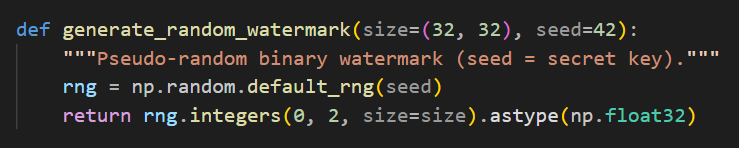 def generate_random_watermark(size=(32, 32), seed=42):
    """Pseudo-random binary watermark (seed = secret key)."""
    rng = np.random.default_rng(seed)
    return rng.integers(0, 2, size=size).astype(np.float32)